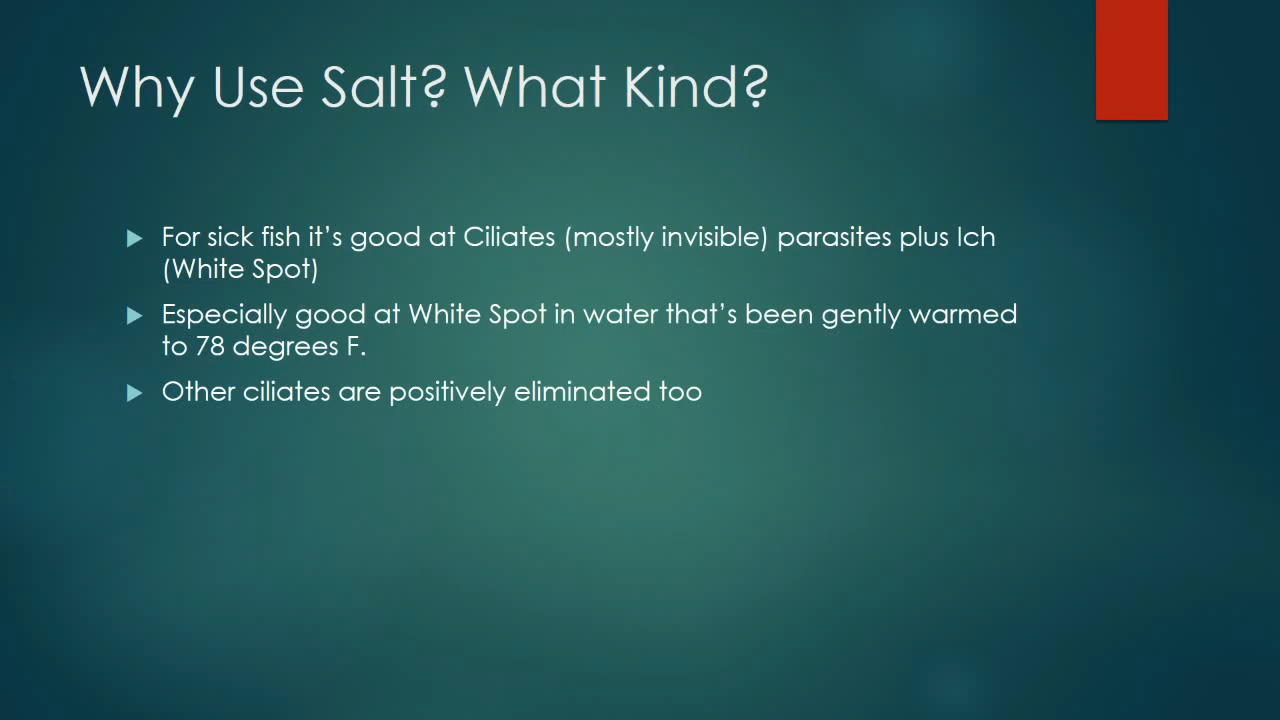 Why Use Salt? What Kind?
For sick fish it’s good at Ciliates (mostly invisible) parasites plus Ich
(White Spot)
Especially good at White Spot in water that’s been gently warmed
to 78 degrees F.
Other ciliates are positively eliminated too